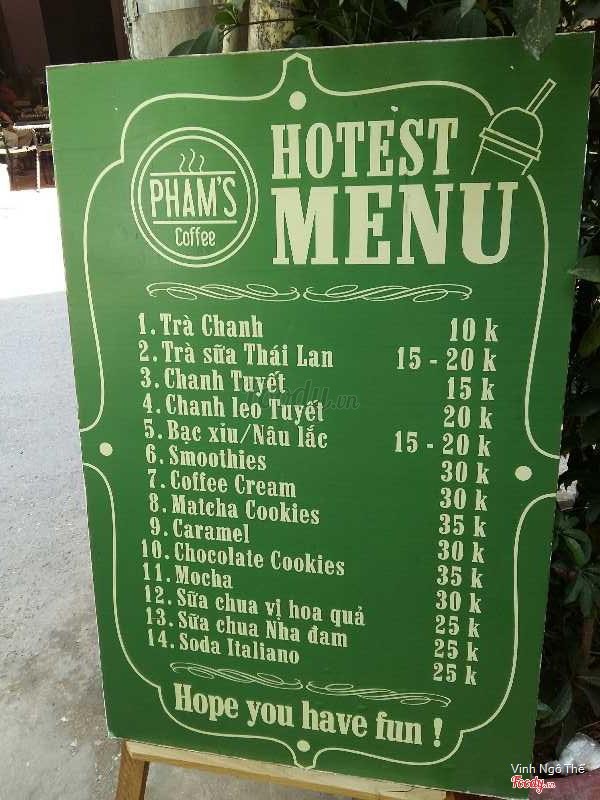 PHAM'S
Coffee
HOTEST
MENU
1. Trà Chanh 10 k
2. Trà sữa Thái Lan 15 - 20 k
3. Chanh Tuyết 15 k
4. Chanh leo Tuyết 20 k
5. Bạc xiu/Nâu lắc 15 - 20 k
6. Smoothies 30 k
7. Coffee Cream 30 k
8. Matcha Cookies 35 k
9. Caramel 30 k
10. Chocolate Cookies 35 k
11. Mocha 30 k
12. Sữa chua vị hoa quả 25 k
13. Sữa chua Nha đam 25 k
14. Soda Italiano 25 k
Hope you have fun !
Foody.vn
Vinh Ngô Thế
Foody.vn